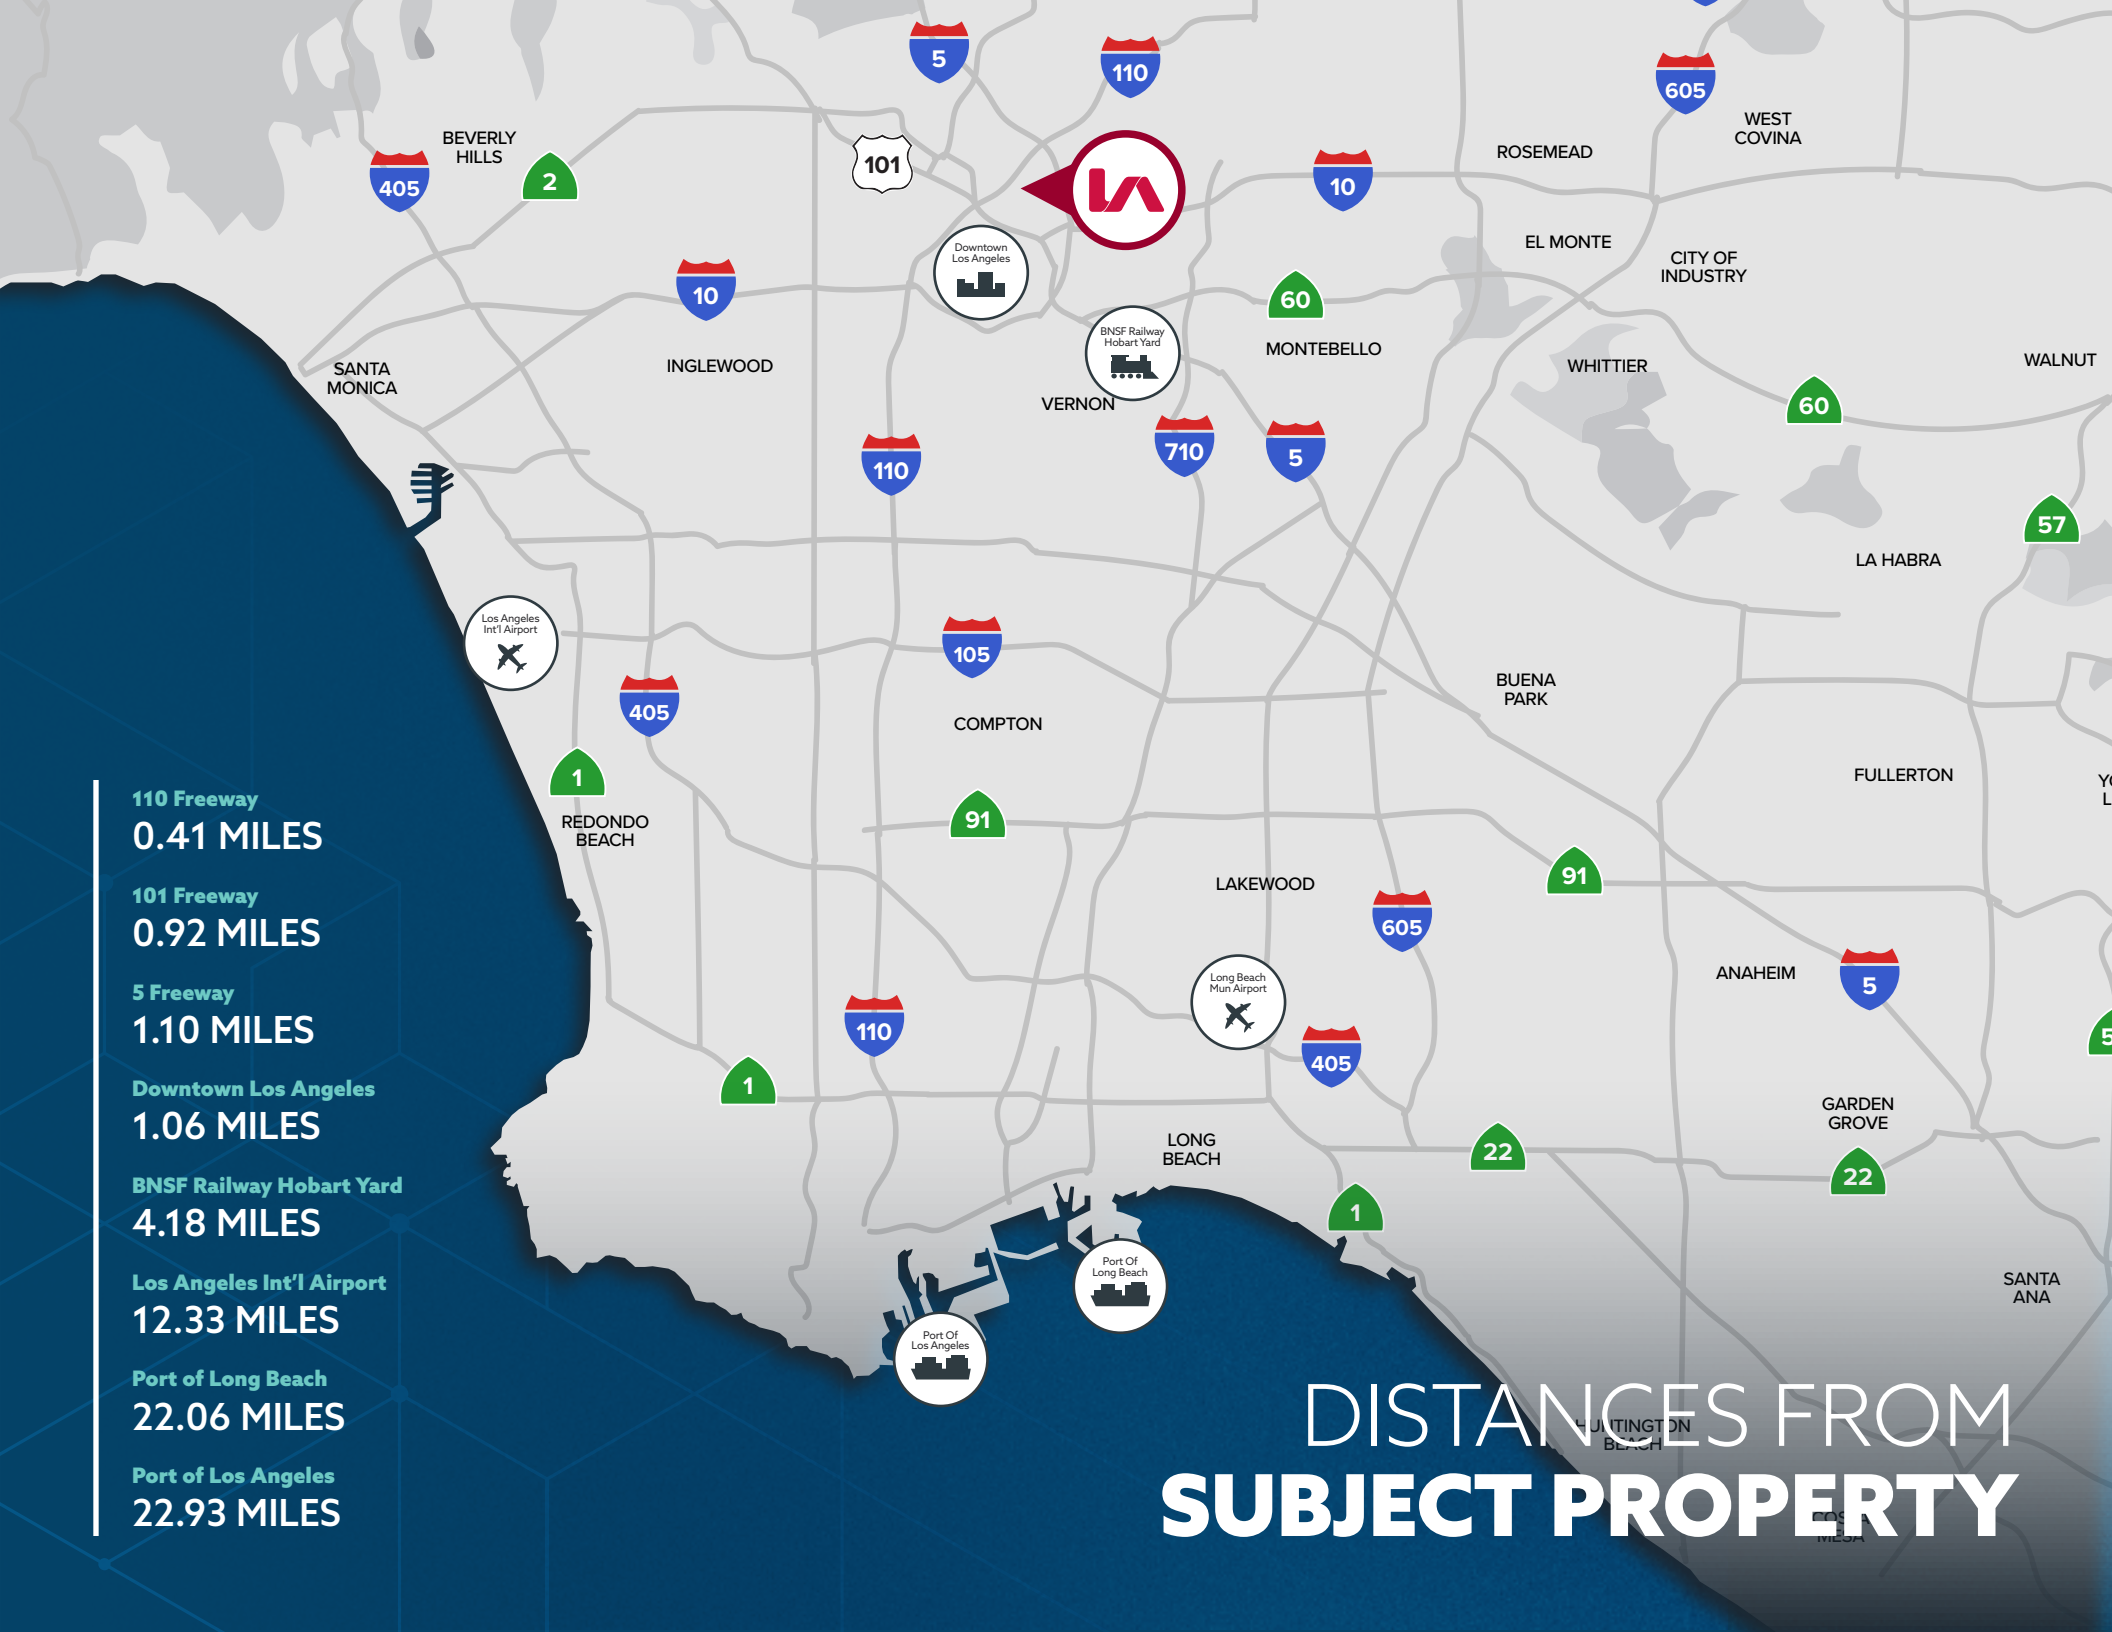 5
110
605
WEST
COVINA
BEVERLY
HILLS
405
2
101
LA
10
ROSEMEAD
EL MONTE
CITY OF
INDUSTRY
Downtown
Los Angeles
10
60
BNSF Railway
Hobart Yard
MONTEBELLO
WHITTIER
WALNUT
SANTA
MONICA
INGLEWOOD
VERNON
60
110
710
5
57
LA HABRA
Los Angeles
Int'l Airport
105
405
COMPTON
BUENA
PARK
1
REDONDO
BEACH
91
FULLERTON
YO
L
LAKEWOOD
91
605
ANAHEIM
5
Long Beach
Mun Airport
110
405
5
1
GARDEN
GROVE
LONG
BEACH
22
22
1
SANTA
ANA
Port Of
Long Beach
Port Of
Los Angeles
HUNTINGTON
BEACH
COSTA
MESA
110 Freeway
0.41 MILES
101 Freeway
0.92 MILES
5 Freeway
1.10 MILES
Downtown Los Angeles
1.06 MILES
BNSF Railway Hobart Yard
4.18 MILES
Los Angeles Int'l Airport
12.33 MILES
Port of Long Beach
22.06 MILES
Port of Los Angeles
22.93 MILES
DISTANCES FROM
SUBJECT PROPERTY